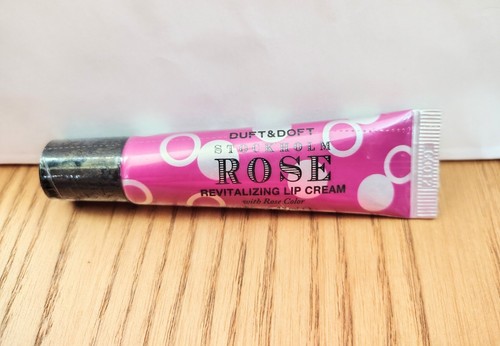 DUFT&DOFT
STOCKHOLM
ROSE
REVITALIZING LIP CREAM
with Rose Color